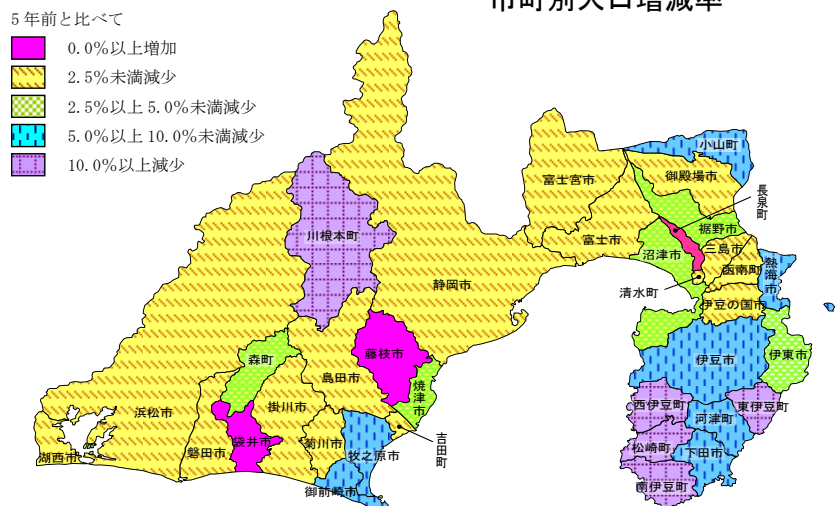 市町別人口増減率
5年前と比べて
0.0%以上増加
2.5%未満減少
2.5%以上5.0%未満減少
5.0%以上10.0%未満減少
10.0%以上減少
小山町
御殿場市
富士宮市
長泉町
裾野市
富士市
川根本町
沼津市
三島市
函南町
熱海市
静岡市
清水町
伊豆の国市
藤枝市
森町
伊豆市
伊東市
島田市
焼津市
掛川市
西伊豆町
東伊豆町
浜松市
河津町
袋井市
菊川市
吉田町
松崎町
磐田市
牧之原市
下田市
湖西市
御前崎市
南伊豆町